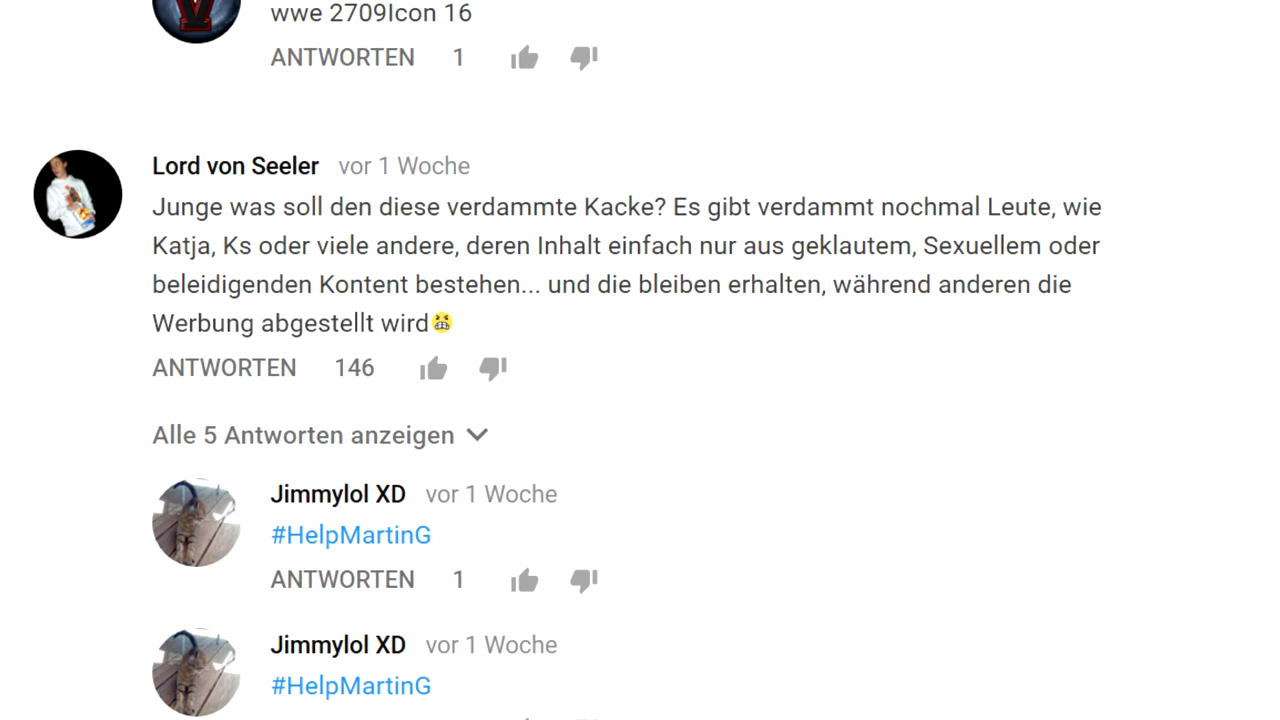 wwe 2709Icon 16
ANTWORTEN 1
Lord von Seeler vor 1 Woche
Junge was soll den diese verdammte Kacke? Es gibt verdammt nochmal Leute, wie
Katja, Ks oder viele andere, deren Inhalt einfach nur aus geklautem, Sexuellem oder
beleidigenden Kontent bestehen... und die bleiben erhalten, während anderen die
Werbung abgestellt wird😬
ANTWORTEN 146
Alle 5 Antworten anzeigen
Jimmylol XD vor 1 Woche
#HelpMartinG
ANTWORTEN 1
Jimmylol XD vor 1 Woche
#HelpMartinG